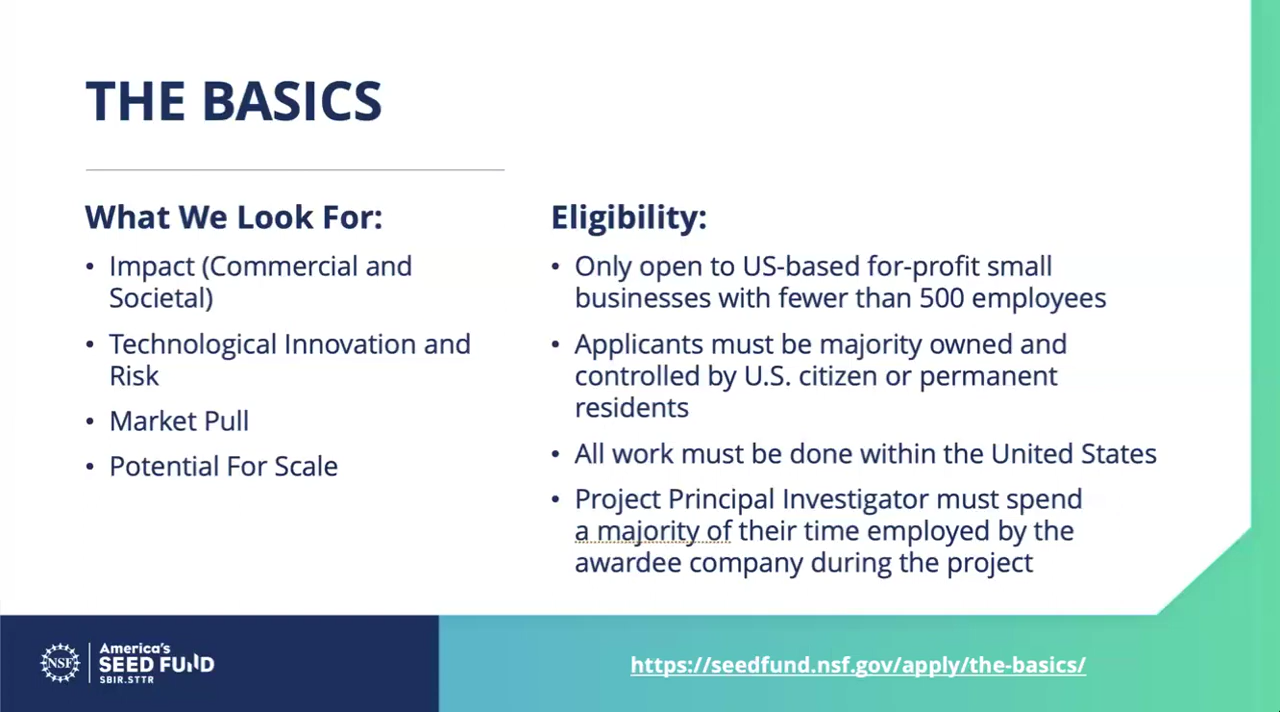 THE BASICS
What We Look For:
• Impact (Commercial and
Societal)
• Technological Innovation and
Risk
• Market Pull
• Potential For Scale
Eligibility:
• Only open to US-based for-profit small
businesses with fewer than 500 employees
• Applicants must be majority owned and
controlled by U.S. citizen or permanent
residents
• All work must be done within the United States
• Project Principal Investigator must spend
a majority of their time employed by the
awardee company during the project
NSF
America's
SEED FUND
SBIR.STTR
https://seedfund.nsf.gov/apply/the-basics/